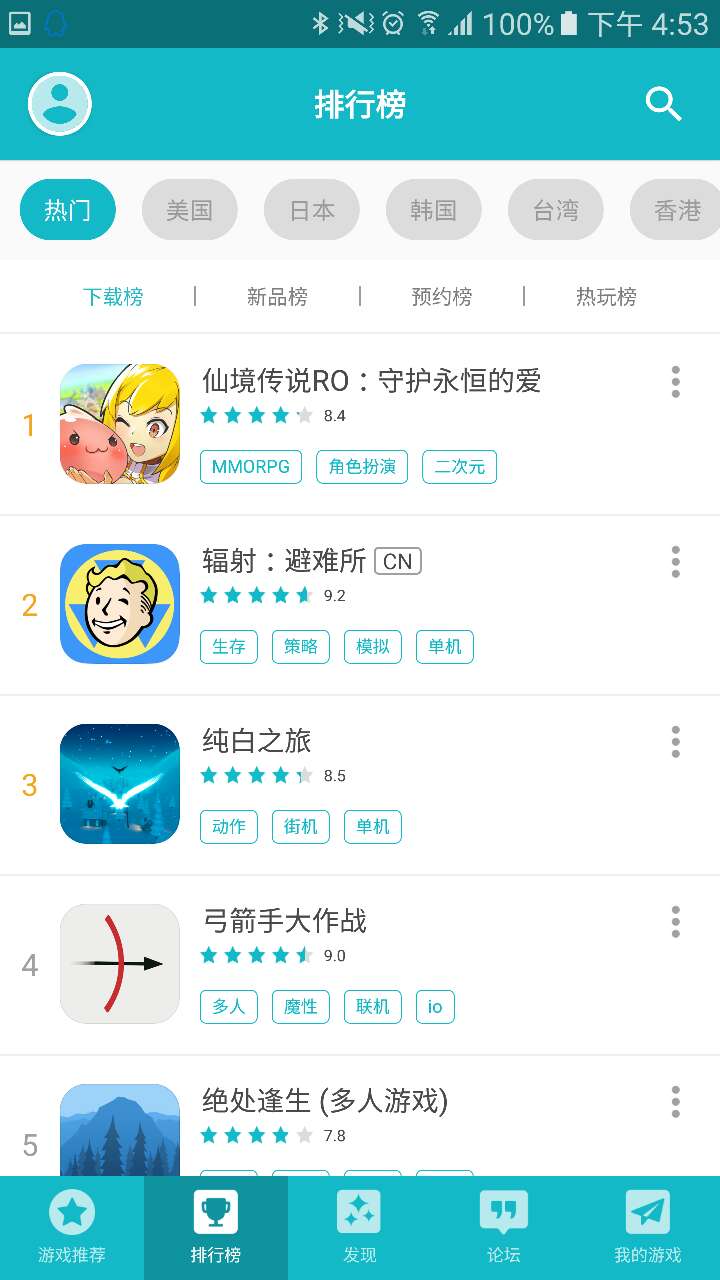 100% 下午 4:53
排行榜
热门 美国 日本 韩国 台湾 香港
下载榜 | 新品榜 | 预约榜 | 热玩榜
1
仙境传说RO：守护永恒的爱
8.4
MMORPG 角色扮演 二次元
2
辐射：避难所 CN
9.2
生存 策略 模拟 单机
3
纯白之旅
8.5
动作 街机 单机
4
弓箭手大作战
9.0
多人 魔性 联机 io
5
绝处逢生 (多人游戏)
7.8
游戏推荐 排行榜 发现 论坛 我的游戏